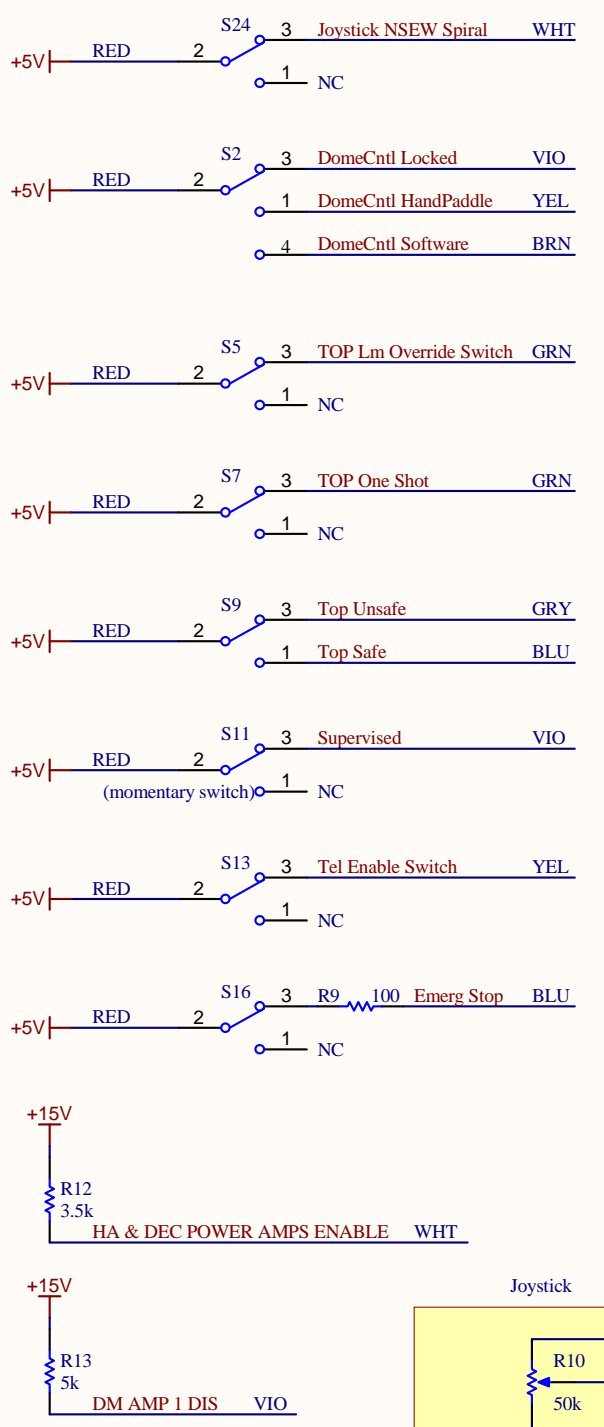 S24
3 Joystick NSEW Spiral WHT
+5V RED 2
1 NC
S2
3 DomeCntl Locked VIO
+5V RED 2
1 DomeCntl HandPaddle YEL
4 DomeCntl Software BRN
S5
3 TOP Lm Override Switch GRN
+5V RED 2
1 NC
S7
3 TOP One Shot GRN
+5V RED 2
1 NC
S9
3 Top Unsafe GRY
+5V RED 2
1 Top Safe BLU
S11
3 Supervised VIO
+5V RED 2
(momentary switch) 1 NC
S13
3 Tel Enable Switch YEL
+5V RED 2
1 NC
S16
3 R9 100 Emerg Stop BLU
+5V RED 2
1 NC
+15V
R12
3.5k
HA & DEC POWER AMPS ENABLE WHT
+15V
Joystick
R13
5k
R10
50k
DM AMP 1 DIS VIO